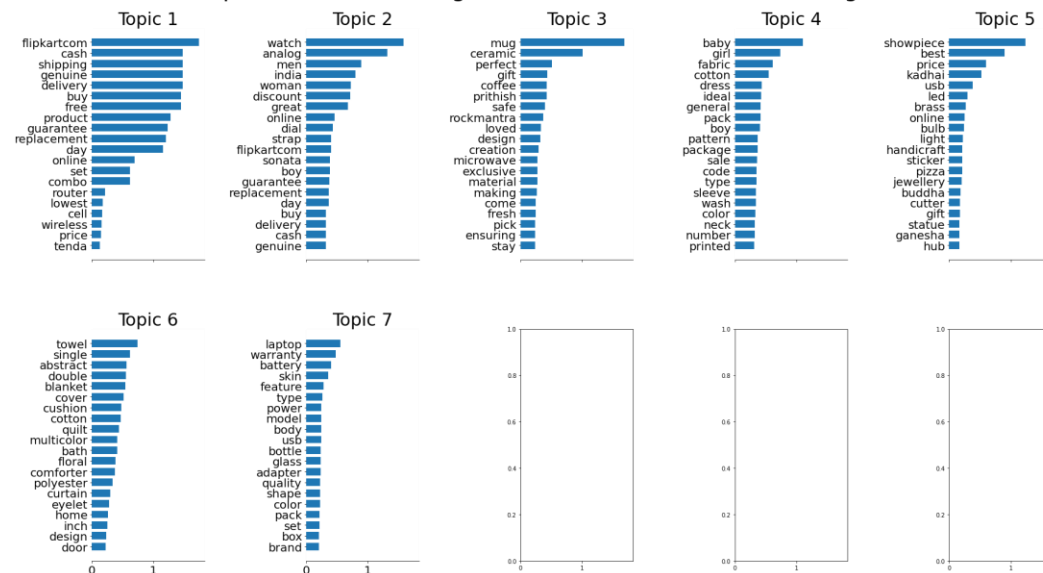 Topic 1
flipkartcom
cash
shipping
genuine
delivery
buy
free
product
guarantee
replacement
day
online
set
combo
router
lowest
cell
wireless
price
tenda
0
1
Topic 2
watch
analog
men
india
woman
discount
great
online
dial
strap
flipkartcom
sonata
boy
guarantee
replacement
day
buy
delivery
cash
genuine
Topic 3
mug
ceramic
perfect
gift
coffee
prithish
safe
rockmantra
loved
design
creation
microwave
exclusive
material
making
come
fresh
pick
ensuring
stay
Topic 4
baby
girl
fabric
cotton
dress
ideal
general
pack
boy
pattern
package
sale
code
type
sleeve
wash
color
neck
number
printed
Topic 5
showpiece
best
price
kadhai
usb
led
brass
online
bulb
light
handicraft
sticker
pizza
jewellery
buddha
cutter
gift
statue
ganesha
hub
Topic 6
towel
single
abstract
double
blanket
cover
cushion
cotton
quilt
multicolor
bath
floral
comforter
polyester
curtain
eyelet
home
inch
design
door
0 1
Topic 7
laptop
warranty
battery
skin
feature
type
power
model
body
usb
bottle
glass
adapter
quality
shape
color
pack
set
box
brand
0 1
1.0
0.8
0.6
0.4
0.2
0.0
0 1
1.0
0.8
0.6
0.4
0.2
0.0
0 1
1.0
0.8
0.6
0.4
0.2
0.0
0 1